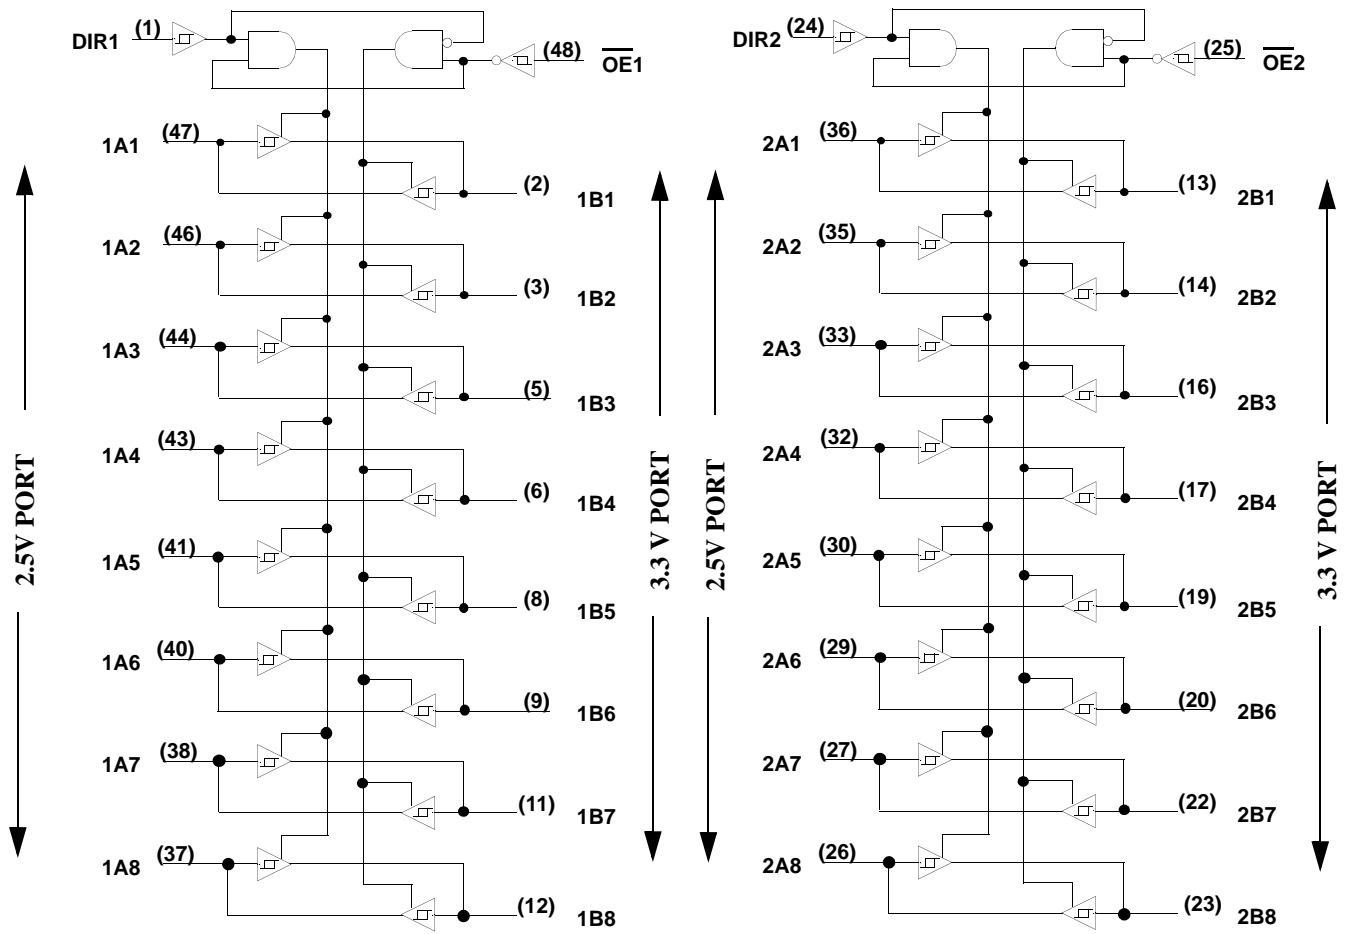 DIR1 (1) (48) OE1
1A1 (47) (2) 1B1
1A2 (46) (3) 1B2
1A3 (44) (5) 1B3
1A4 (43) (6) 1B4
1A5 (41) (8) 1B5
1A6 (40) (9) 1B6
1A7 (38) (11) 1B7
1A8 (37) (12) 1B8
2.5V PORT
3.3 V PORT
DIR2 (24) (25) OE2
2A1 (36) (13) 2B1
2A2 (35) (14) 2B2
2A3 (33) (16) 2B3
2A4 (32) (17) 2B4
2A5 (30) (19) 2B5
2A6 (29) (20) 2B6
2A7 (27) (22) 2B7
2A8 (26) (23) 2B8
2.5V PORT
3.3 V PORT